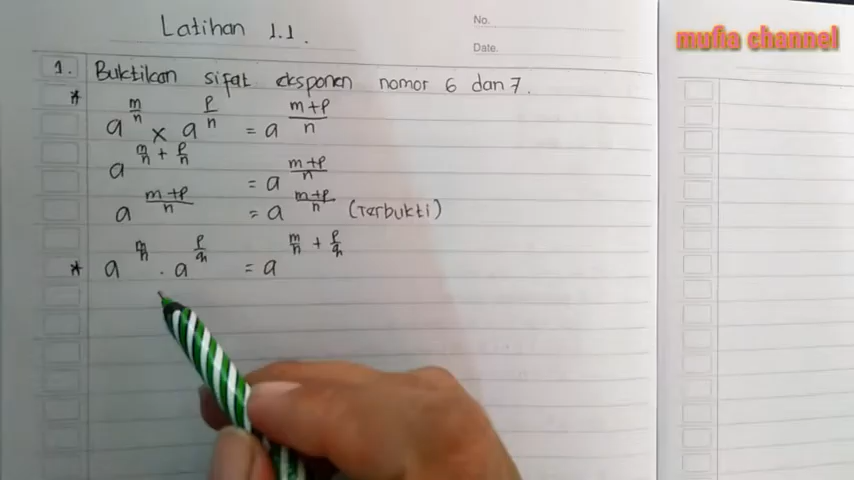 Latihan 1.1.
No.
Date.
mufia channel
1. Buktikan sifat eksponen nomor 6 dan 7.
* a^(m/n) × a^(p/n) = a^((m+p)/n)
a^(m/n + p/n) = a^((m+p)/n)
a^((m+p)/n) = a^((m+p)/n) (Terbukti)
* a^(m/n) . a^(p/q) = a^(m/n + p/q)